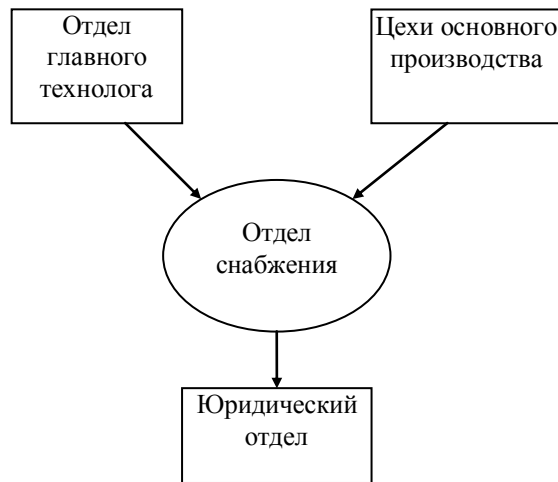 Отдел
главного
технолога
Цехи основного
производства
Отдел
снабжения
Юридический
отдел